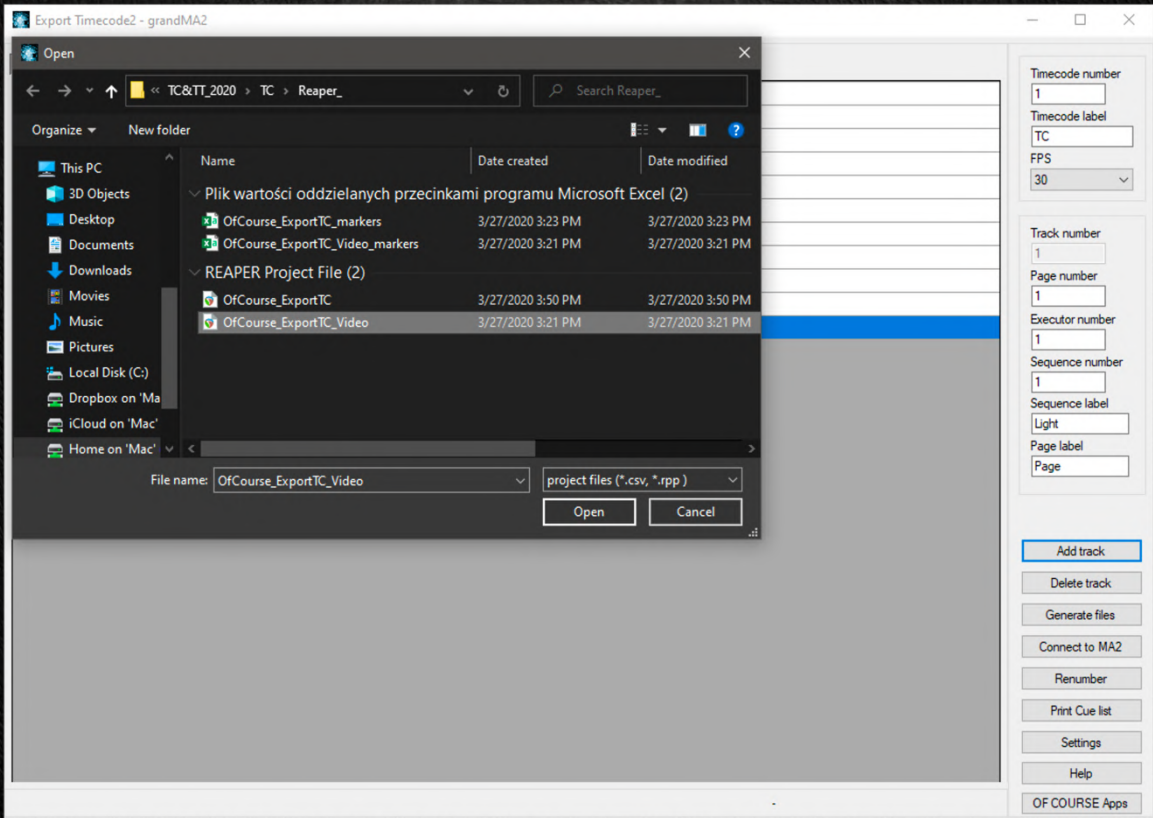 Export Timecode2 - grandMA2
Open
« TC&TT_2020 › TC › Reaper_
Search Reaper_
Organize
New folder
?
This PC
3D Objects
Desktop
Documents
Downloads
Movies
Music
Pictures
Local Disk (C:)
Dropbox on 'Ma
iCloud on 'Mac'
Home on 'Mac'
Name Date created Date modified
Plik wartości oddzielanych przecinkami programu Microsoft Excel (2)
OfCourse_ExportTC_markers 3/27/2020 3:23 PM 3/27/2020 3:23 PM
OfCourse_ExportTC_Video_markers 3/27/2020 3:21 PM 3/27/2020 3:21 PM
REAPER Project File (2)
OfCourse_ExportTC 3/27/2020 3:50 PM 3/27/2020 3:50 PM
OfCourse_ExportTC_Video 3/27/2020 3:21 PM 3/27/2020 3:21 PM
File name: OfCourse_ExportTC_Video
project files (*.csv, *.rpp )
Open
Cancel
Timecode number
1
Timecode label
TC
FPS
30
Track number
1
Page number
1
Executor number
1
Sequence number
1
Sequence label
Light
Page label
Page
Add track
Delete track
Generate files
Connect to MA2
Renumber
Print Cue list
Settings
Help
OF COURSE Apps
-